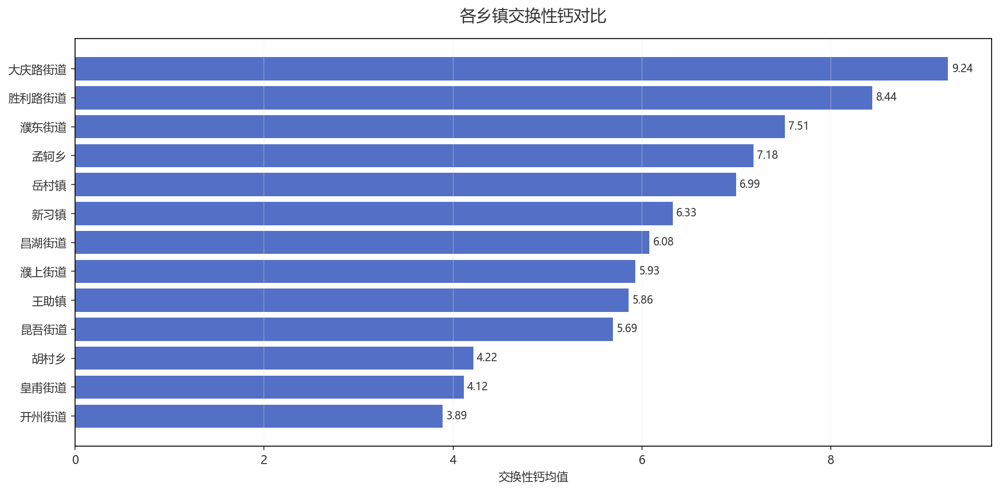 各乡镇交换性钙对比
大庆路街道 9.24
胜利路街道 8.44
濮东街道 7.51
孟轲乡 7.18
岳村镇 6.99
新习镇 6.33
昌湖街道 6.08
濮上街道 5.93
王助镇 5.86
昆吾街道 5.69
胡村乡 4.22
皇甫街道 4.12
开州街道 3.89
0 2 4 6 8
交换性钙均值